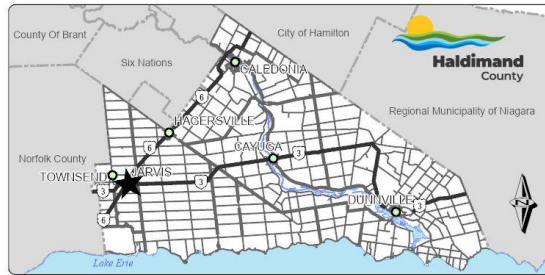 County Of Brant
City of Hamilton
Six Nations
Haldimand
County
CALEDONIA
6
3
Regional Municipality of Niagara
HAGERSVILLE
6
CAYUGA
3
Norfolk County
TOWNSEND
JARVIS
3
3
DUNNVILLE
3
6
N
Lake Erie